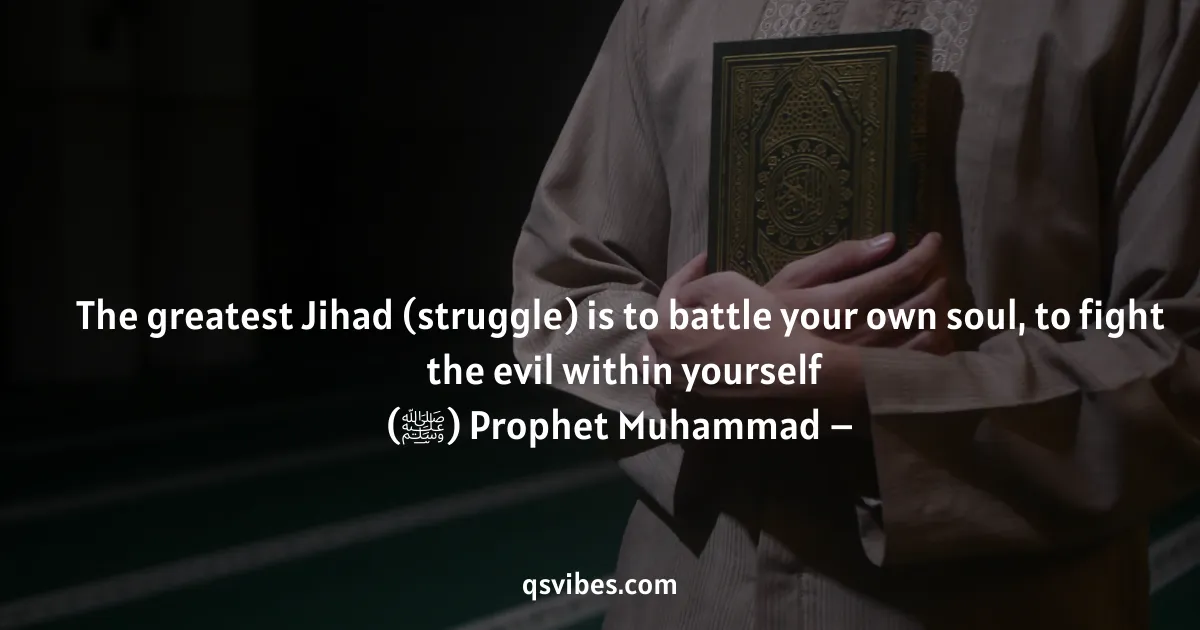 The greatest Jihad (struggle) is to battle your own soul, to fight
the evil within yourself
(ﷺ) Prophet Muhammad –
qsvibes.com